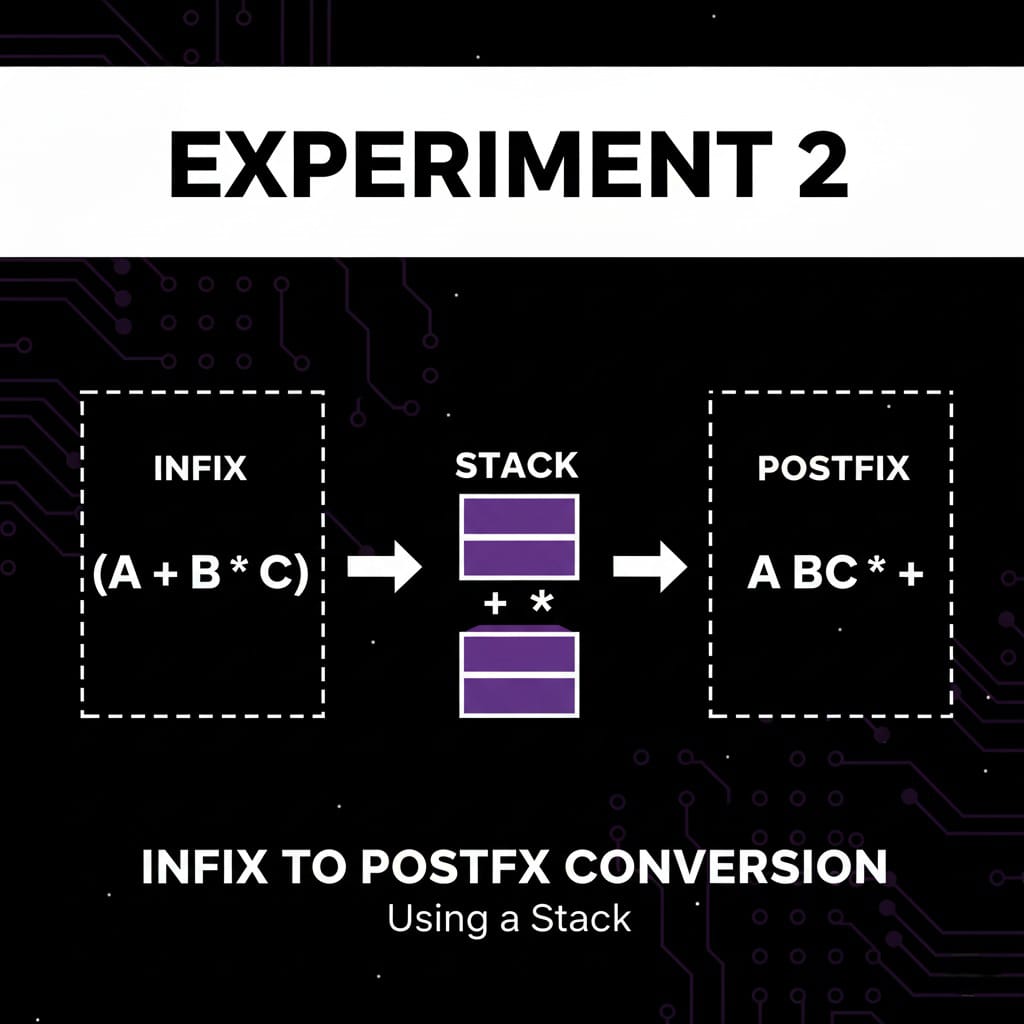 EXPERIMENT 2
INFIX
(A + B * C)
STACK
+ *
POSTFIX
A BC * +
INFIX TO POSTFX CONVERSION
Using a Stack